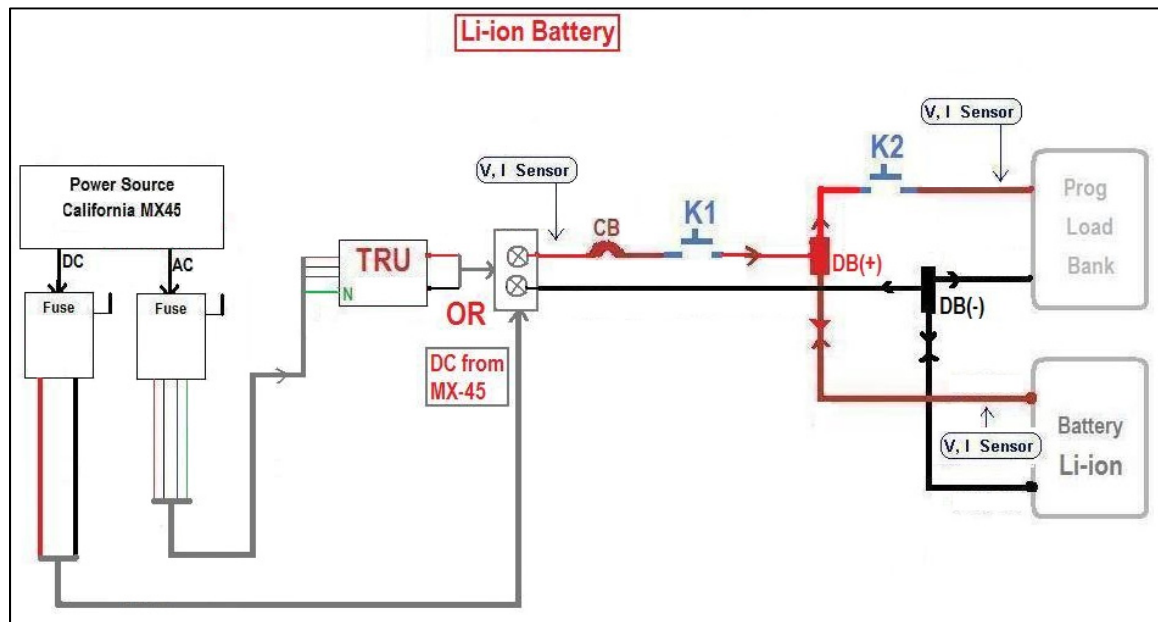 Li-ion Battery
Power Source
California MX45
DC
AC
Fuse
Fuse
N
TRU
OR
DC from
MX-45
V, I Sensor
CB
K1
K2
V, I Sensor
DB(+)
DB(-)
Prog
Load
Bank
V, I Sensor
Battery
Li-ion